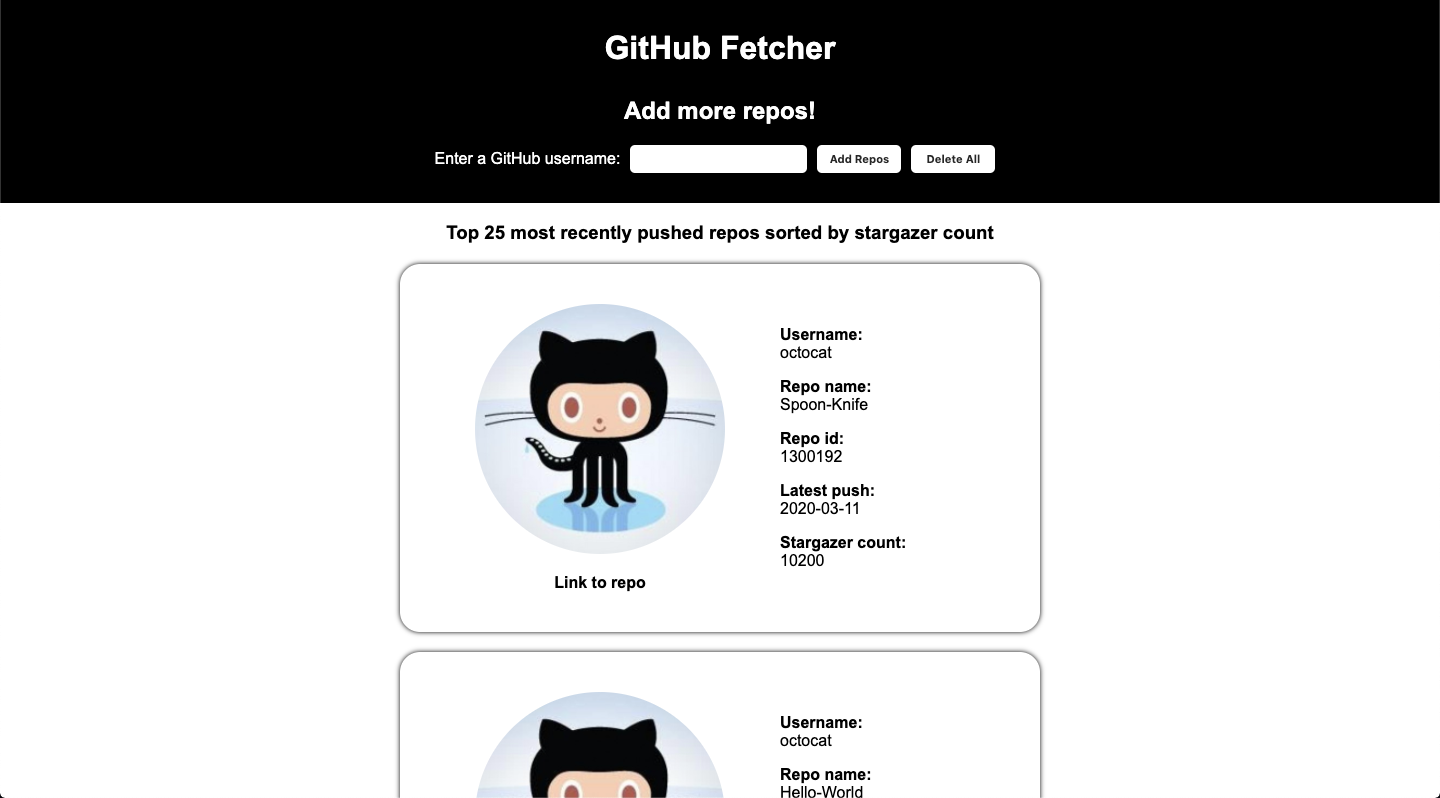 GitHub Fetcher
Add more repos!
Enter a GitHub username: Add Repos Delete All
Top 25 most recently pushed repos sorted by stargazer count
Username:
octocat
Repo name:
Spoon-Knife
Repo id:
1300192
Latest push:
2020-03-11
Stargazer count:
10200
Link to repo
Username:
octocat
Repo name:
Hello-World